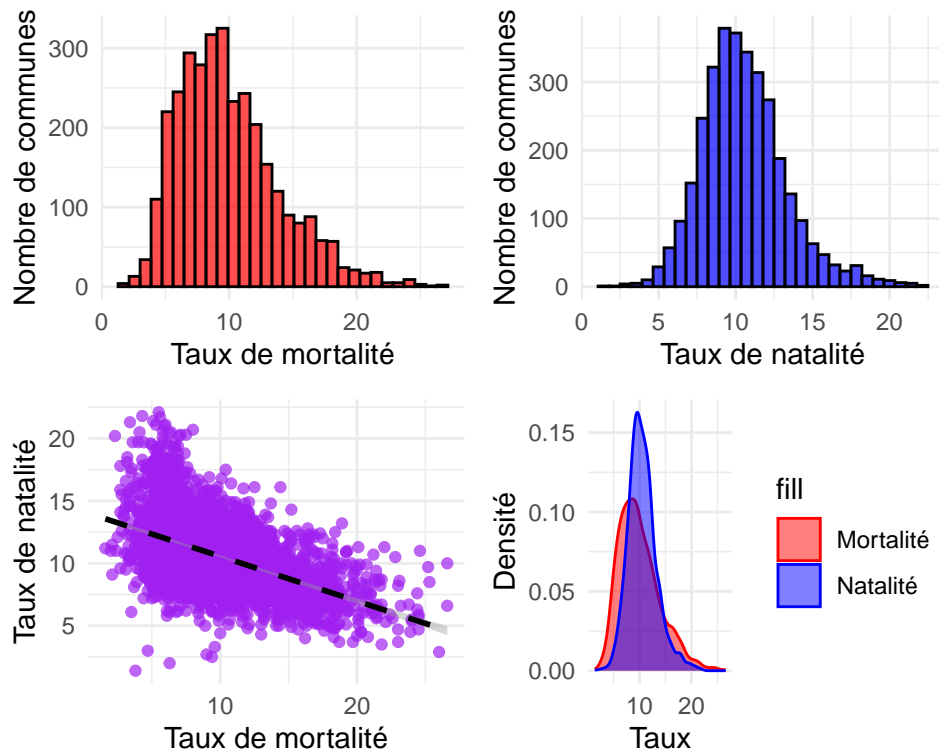 Nombre de communes
300
200
100
0
0
10
20
Taux de mortalité
Nombre de communes
300
200
100
0
0
5
10
15
20
Taux de natalité
Taux de natalité
20
15
10
5
10
20
Taux de mortalité
Densité
0.15
0.10
0.05
0.00
10
20
Taux
fill
Mortalité
Natalité